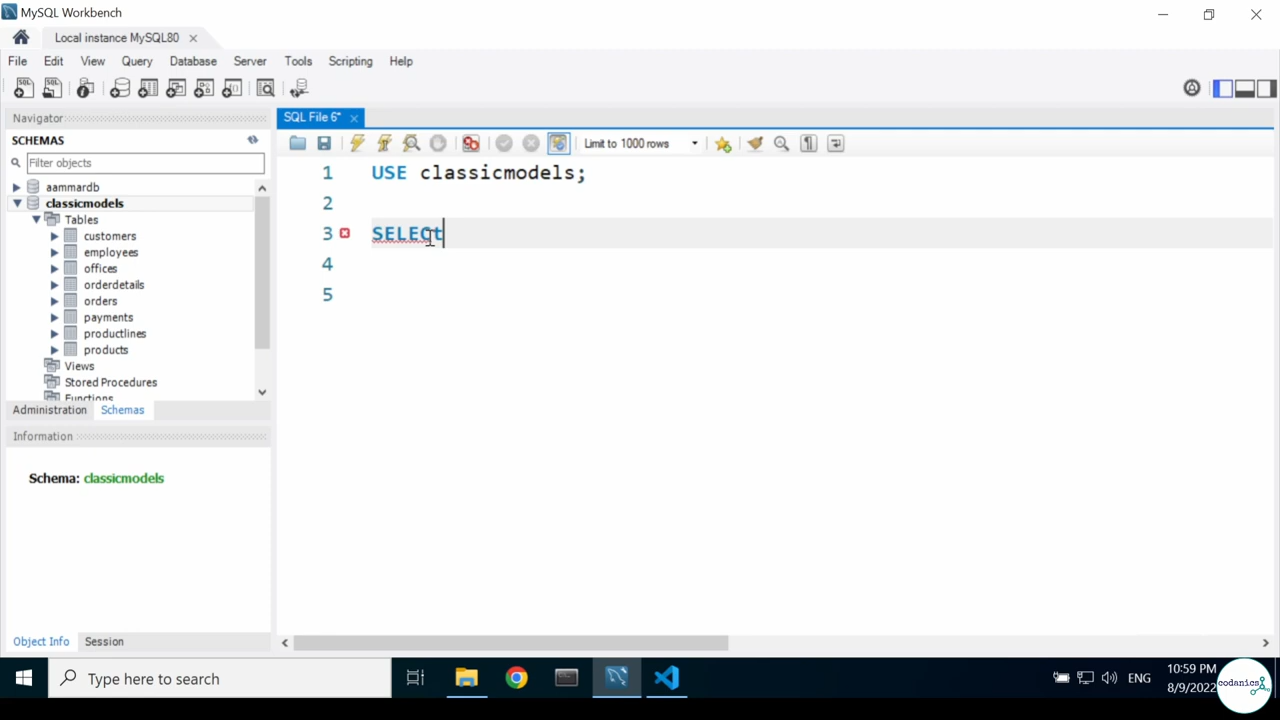 MySQL Workbench
Local instance MySQL80
File Edit View Query Database Server Tools Scripting Help
Navigator
SCHEMAS
Filter objects
aammardb
classicmodels
Tables
customers
employees
offices
orderdetails
orders
payments
productlines
products
Views
Stored Procedures
Functions
Administration Schemas
Information
Schema: classicmodels
Object Info Session
SQL File 6*
Limit to 1000 rows
1 USE classicmodels;
2
3 SELECt
4
5
Type here to search
ENG
10:59 PM
8/9/2022
codanics